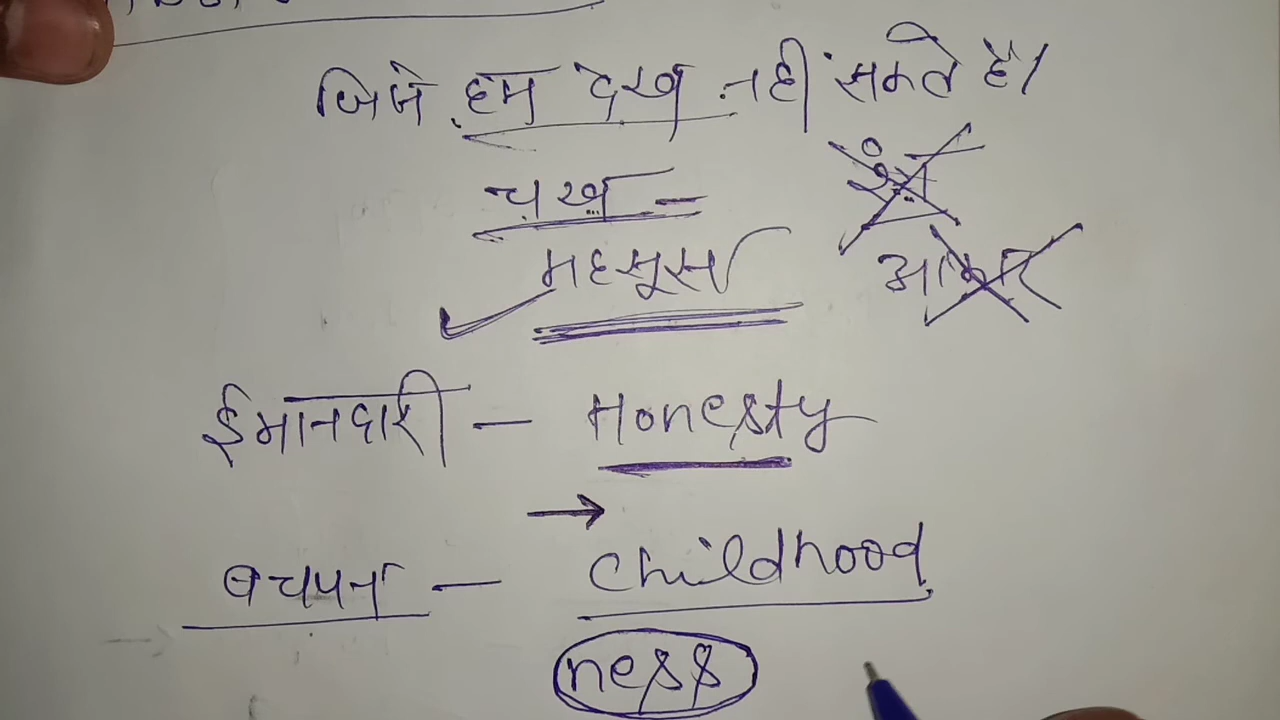 जिजे हम देख नही सकते है।
चख -
महसूस
ईमानदारी - Honesty
→
बचपन - childhood
ness